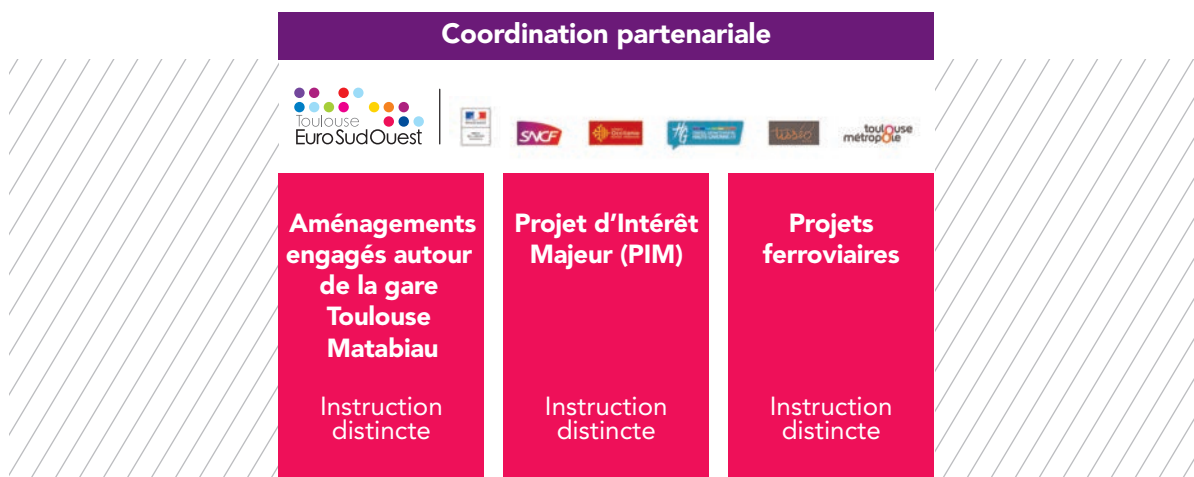 Coordination partenariale
Toulouse
EuroSudOuest
SNCF
tisséo
toulouse
métropole
Aménagements
engagés autour
de la gare
Toulouse
Matabiau
Instruction
distincte
Projet d’Intérêt
Majeur (PIM)
Instruction
distincte
Projets
ferroviaires
Instruction
distincte